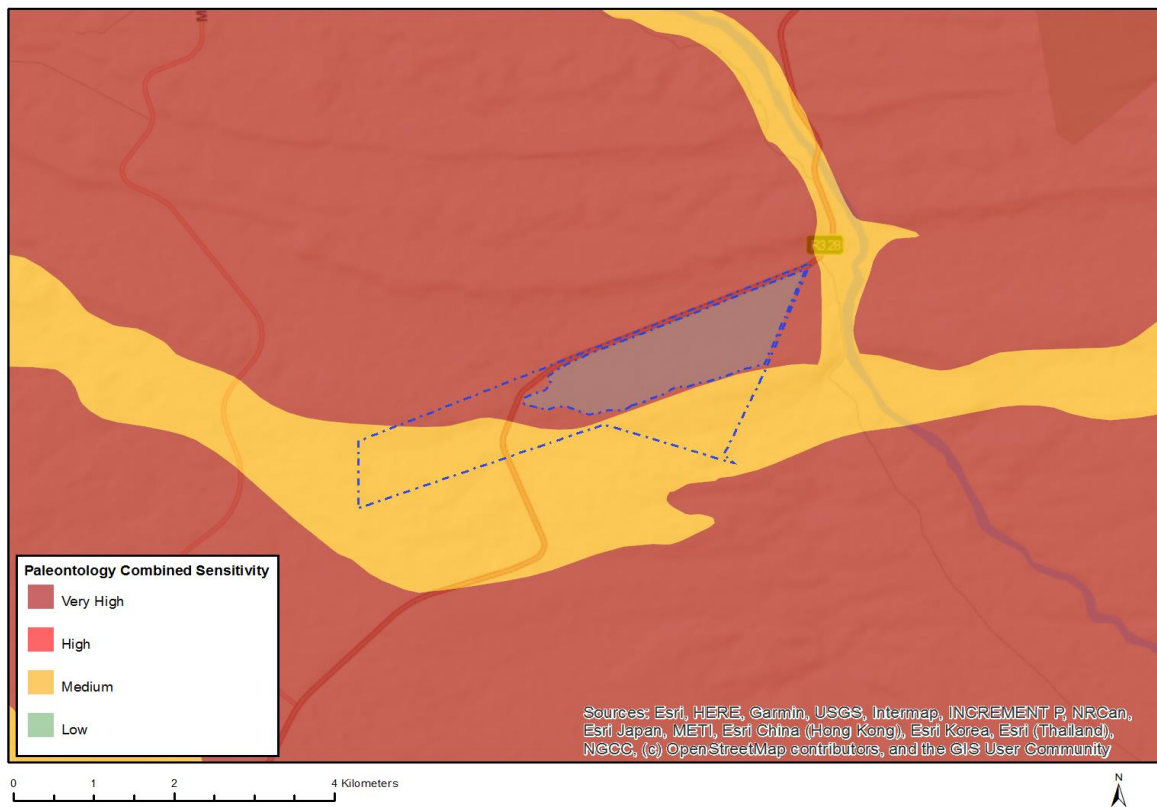 M
R328
Paleontology Combined Sensitivity
Very High
High
Medium
Low
Sources: Esri, HERE, Garmin, USGS, Intermap, INCREMENT P, NRCan,
Esri Japan, METI, Esri China (Hong Kong), Esri Korea, Esri (Thailand),
NGCC, (c) OpenStreetMap contributors, and the GIS User Community
0 1 2 4 Kilometers
N